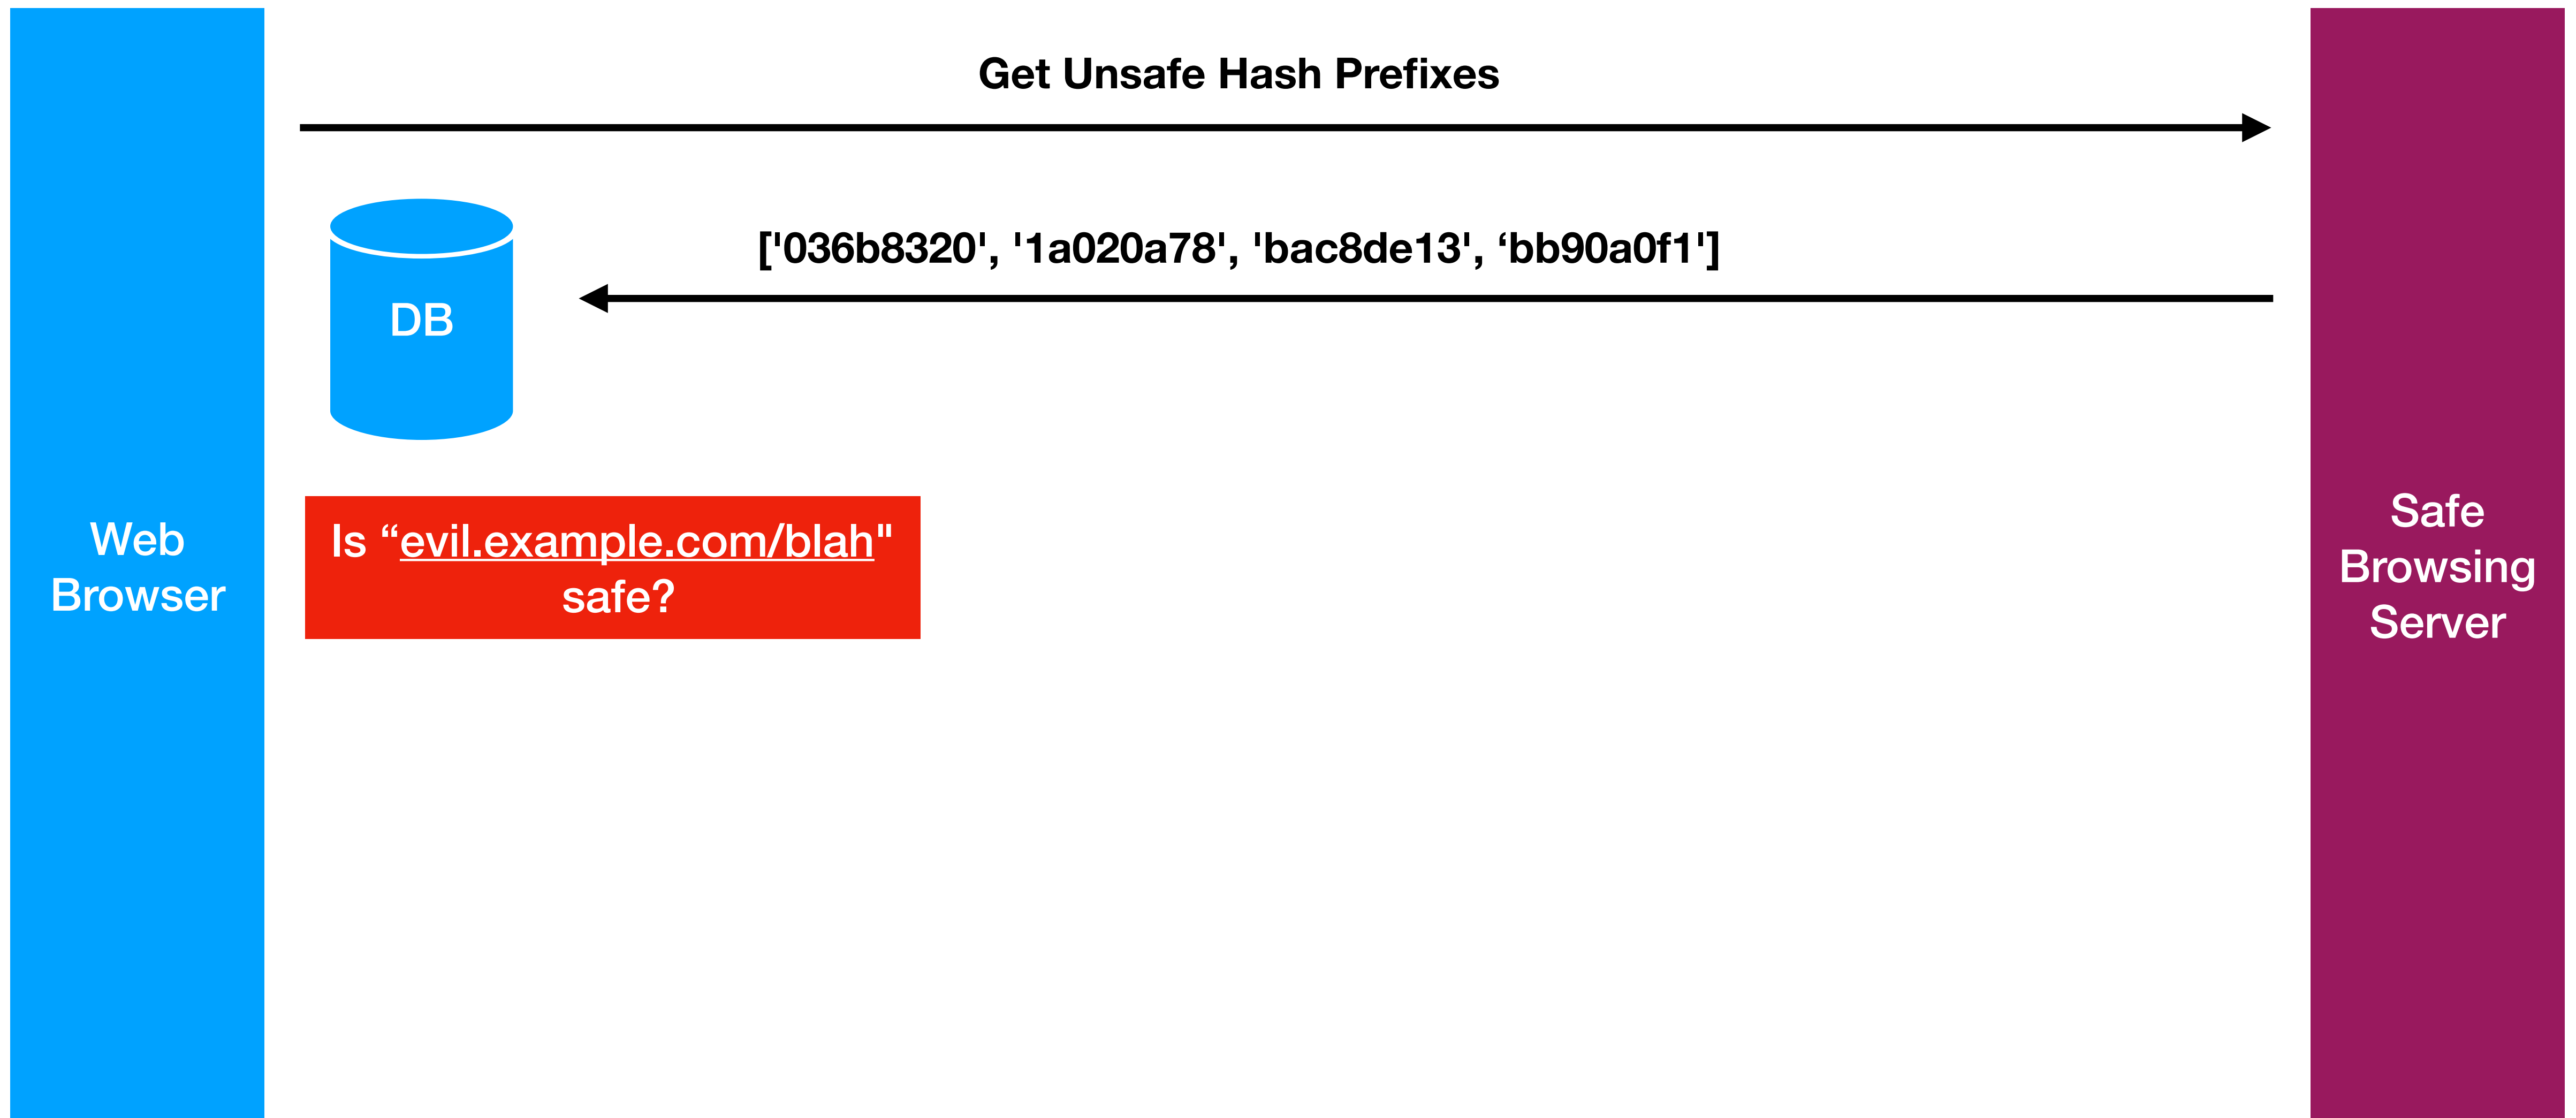 Get Unsafe Hash Prefixes
['036b8320', '1a020a78', 'bac8de13', ‘bb90a0f1']
DB
Is “evil.example.com/blah"
safe?
Web
Browser
Safe
Browsing
Server